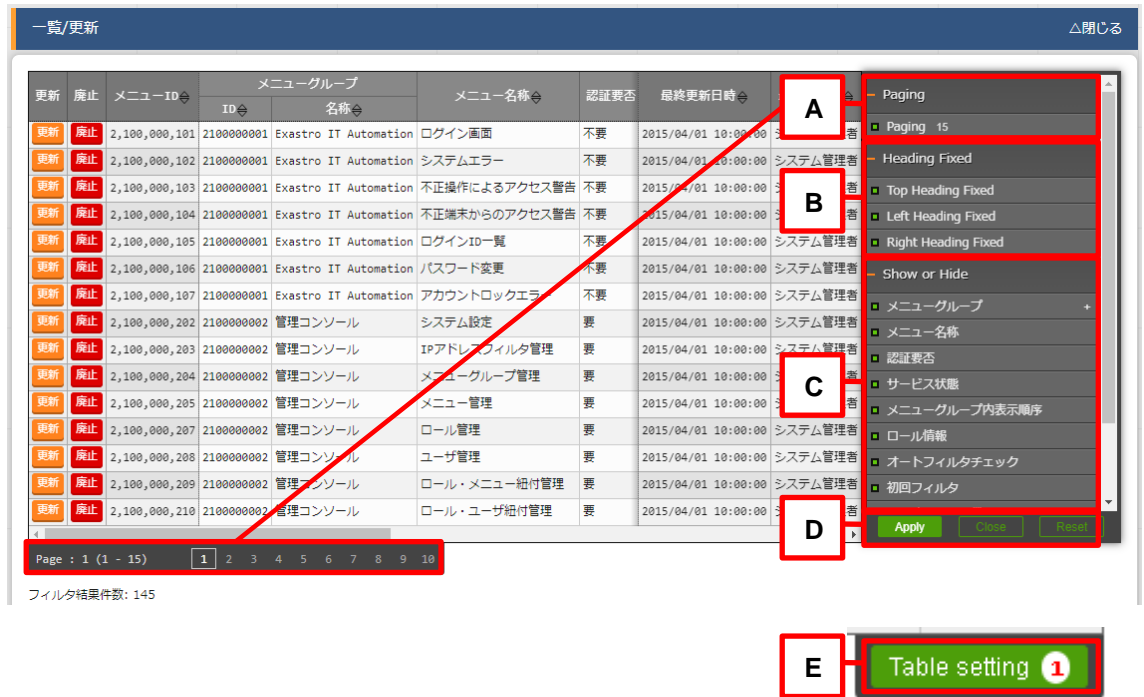 一覧/更新 △閉じる
更新 廃止 メニューID メニューグループ メニュー名称 認証要否 最終更新日時
ID 名称
更新 廃止 2,100,000,101 2100000001 Exastro IT Automation ログイン画面 不要 2015/04/01 10:00:00
更新 廃止 2,100,000,102 2100000001 Exastro IT Automation システムエラー 不要 2015/04/01 10:00:00 システム管理者
更新 廃止 2,100,000,103 2100000001 Exastro IT Automation 不正操作によるアクセス警告 不要 2015/04/01 10:00:00
更新 廃止 2,100,000,104 2100000001 Exastro IT Automation 不正端末からのアクセス警告 不要 2015/04/01 10:00:00
更新 廃止 2,100,000,105 2100000001 Exastro IT Automation ログインID一覧 不要 2015/04/01 10:00:00 システム管理者
更新 廃止 2,100,000,106 2100000001 Exastro IT Automation パスワード変更 不要 2015/04/01 10:00:00 システム管理者
更新 廃止 2,100,000,107 2100000001 Exastro IT Automation アカウントロックエラー 不要 2015/04/01 10:00:00 システム管理者
更新 廃止 2,100,000,202 2100000002 管理コンソール システム設定 要 2015/04/01 10:00:00 システム管理者
更新 廃止 2,100,000,203 2100000002 管理コンソール IPアドレスフィルタ管理 要 2015/04/01 10:00:00 システム管理者
更新 廃止 2,100,000,204 2100000002 管理コンソール メニューグループ管理 要 2015/04/01 10:00:00
更新 廃止 2,100,000,205 2100000002 管理コンソール メニュー管理 要 2015/04/01 10:00:00
更新 廃止 2,100,000,207 2100000002 管理コンソール ロール管理 要 2015/04/01 10:00:00 システム管理者
更新 廃止 2,100,000,208 2100000002 管理コンソール ユーザ管理 要 2015/04/01 10:00:00 システム管理者
更新 廃止 2,100,000,209 2100000002 管理コンソール ロール・メニュー紐付管理 要 2015/04/01 10:00:00 システム管理者
更新 廃止 2,100,000,210 2100000002 管理コンソール ロール・ユーザ紐付管理 要 2015/04/01 10:00:00
A
Paging
Paging 15
B
Heading Fixed
Top Heading Fixed
Left Heading Fixed
Right Heading Fixed
C
Show or Hide
メニューグループ +
メニュー名称
認証要否
サービス状態
メニューグループ内表示順序
ロール情報
オートフィルタチェック
初回フィルタ
D
Apply Close Reset
Page : 1 (1 - 15) 1 2 3 4 5 6 7 8 9 10
フィルタ結果件数: 145
E
Table setting 1